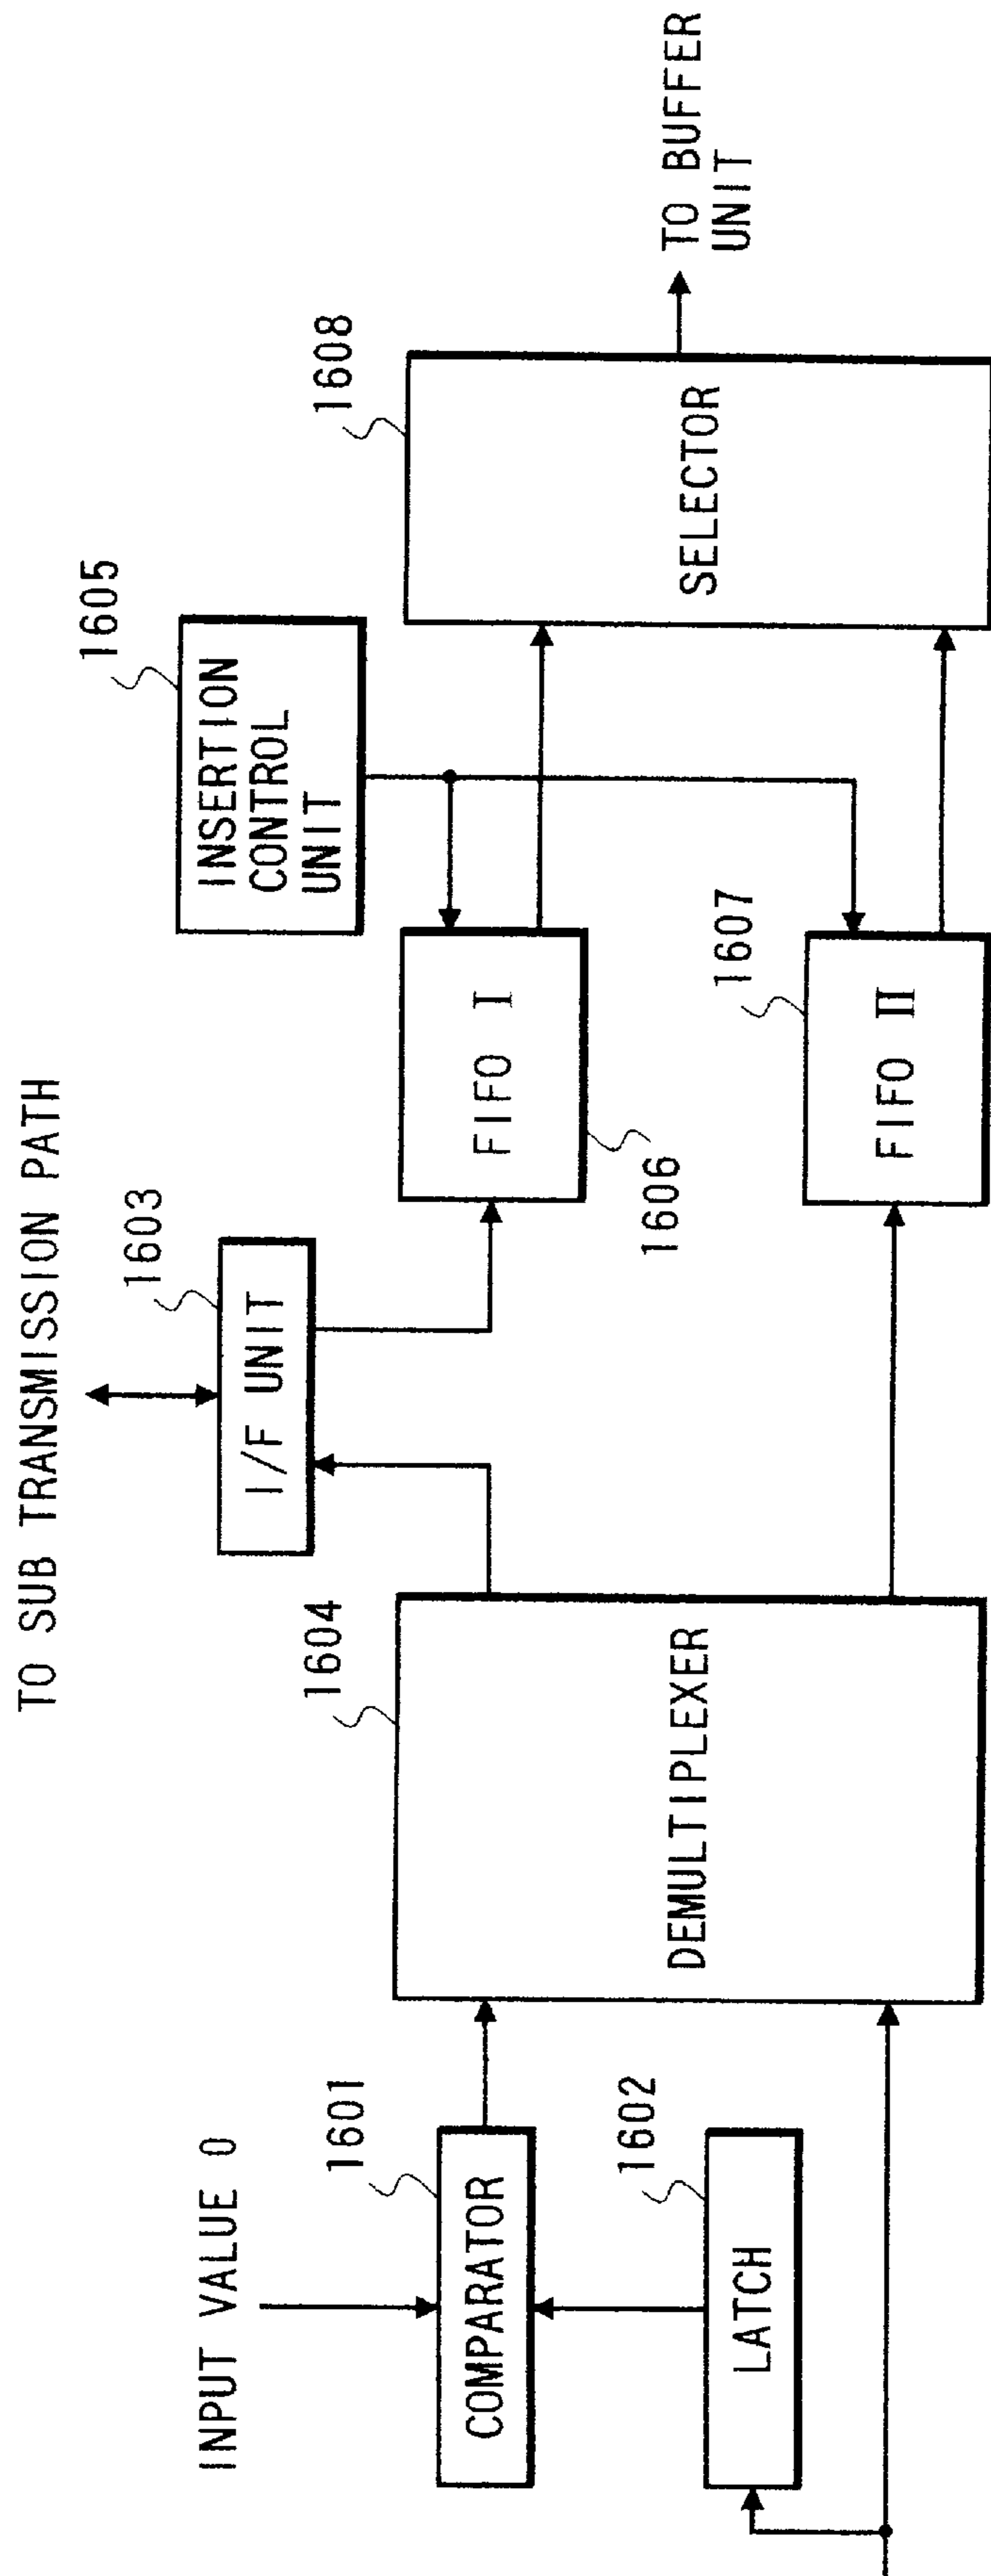 TO SUB TRANSMISSION PATH
INPUT VALUE 0
1601
COMPARATOR
1602
LATCH
1604
DEMULTIPLEXER
1603
I/F UNIT
1606
FIFO I
1607
FIFO II
1605
INSERTION
CONTROL
UNIT
1608
SELECTOR
TO BUFFER
UNIT